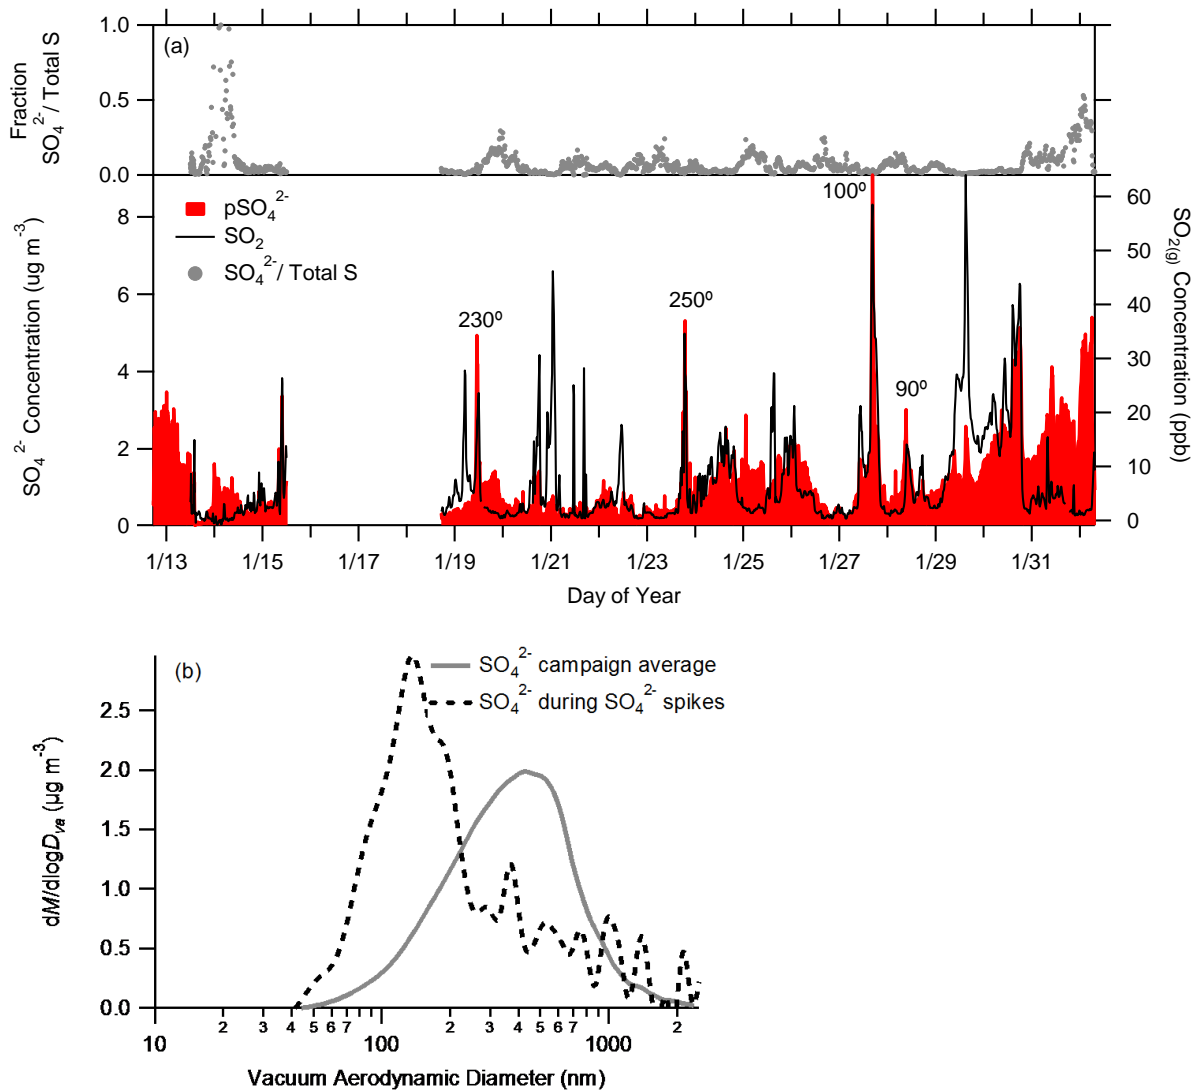 (a)
Fraction
SO₄²⁻/ Total S
1.0
0.5
0.0
SO₄²⁻ Concentration (ug m⁻³)
8
6
4
2
0
pSO₄²⁻
SO₂
SO₄²⁻/ Total S
230º
250º
100º
90º
60
50
40
30
20
10
0
SO₂₍g₎ Concentration (ppb)
1/13 1/15 1/17 1/19 1/21 1/23 1/25 1/27 1/29 1/31
Day of Year
(b)
SO₄²⁻ campaign average
SO₄²⁻ during SO₄²⁻ spikes
dM/dlogDva (µg m⁻³)
2.5
2.0
1.5
1.0
0.5
0.0
2 3 4 5 6 7 2 3 4 5 6 7 2
10 100 1000
Vacuum Aerodynamic Diameter (nm)